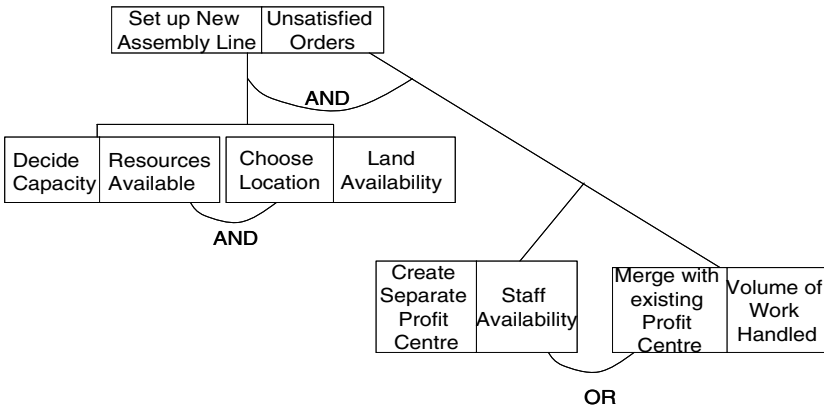 Set up New
Assembly Line
Unsatisfied
Orders
AND
Decide
Capacity
Resources
Available
Choose
Location
Land
Availability
AND
Create
Separate
Profit
Centre
Staff
Availability
Merge with
existing
Profit
Centre
Volume of
Work
Handled
OR